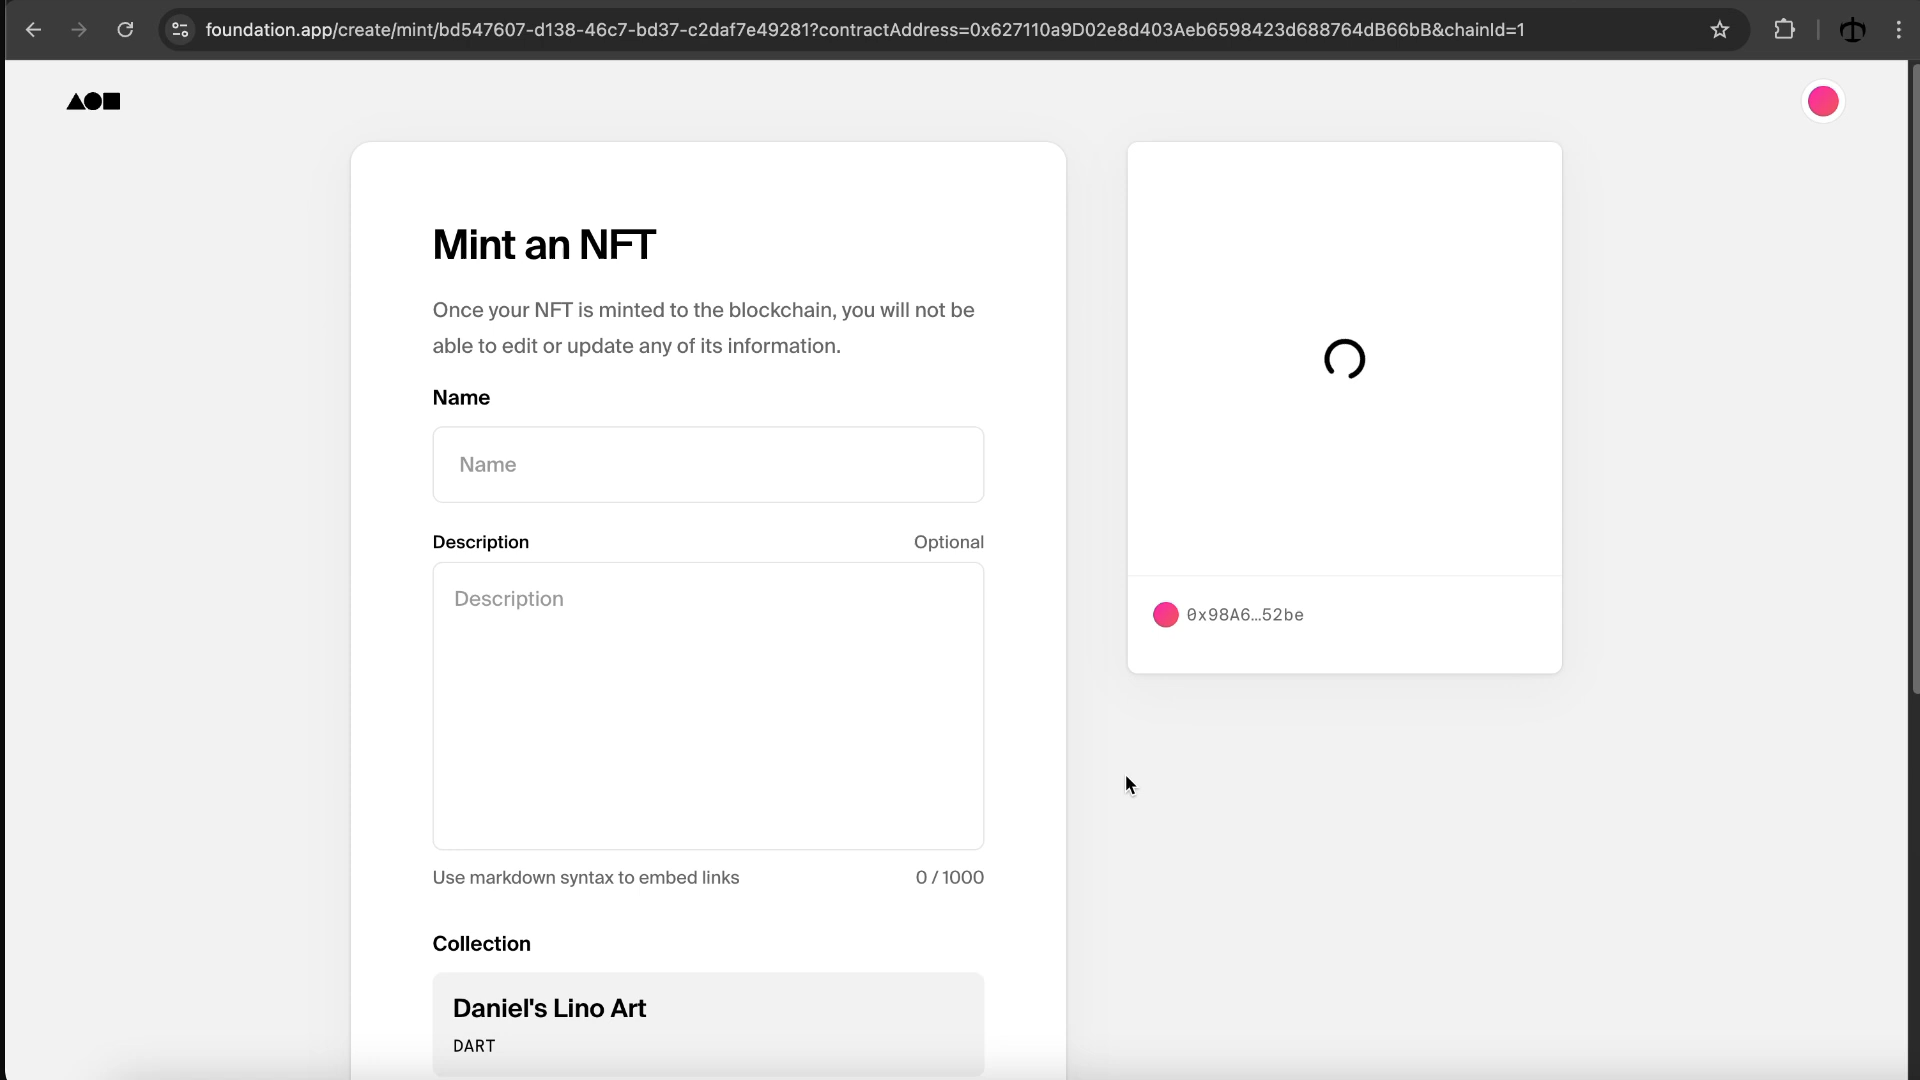 foundation.app/create/mint/bd547607-d138-46c7-bd37-c2daf7e49281?contractAddress=0x627110a9D02e8d403Aeb6598423d688764dB66bB&chainId=1
Mint an NFT
Once your NFT is minted to the blockchain, you will not be
able to edit or update any of its information.
Name
Name
Description Optional
Description
Use markdown syntax to embed links 0 / 1000
Collection
Daniel's Lino Art
DART
0x98A6…52be